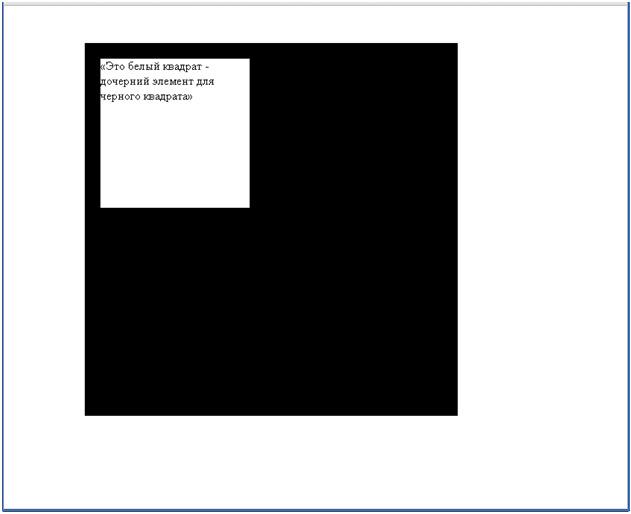 «Это белый квадрат -
дочерний элемент для
черного квадрата»